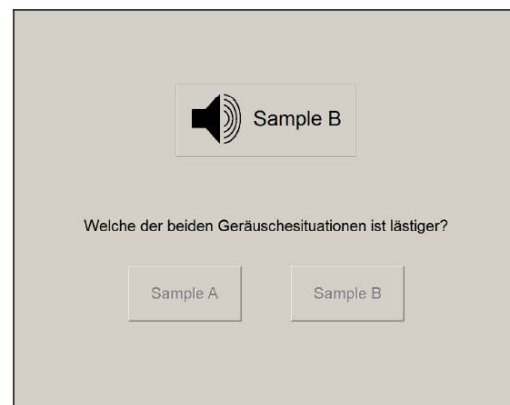 Sample B
Welche der beiden Geräuschesituationen ist lästiger?
Sample A
Sample B